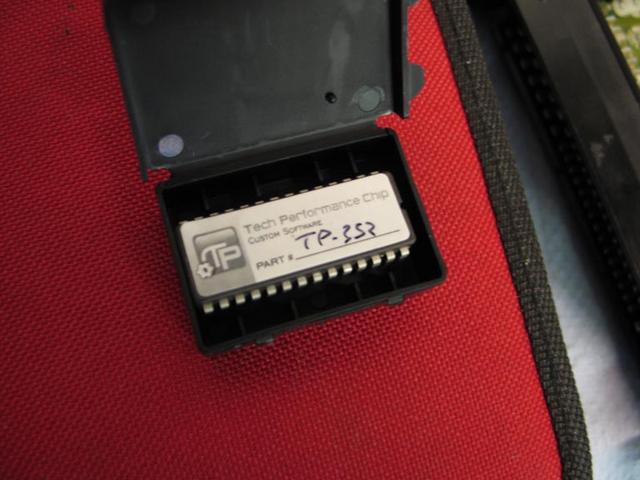 Tech Performance Chip
CUSTOM SOFTWARE
TP
PART # TP-353